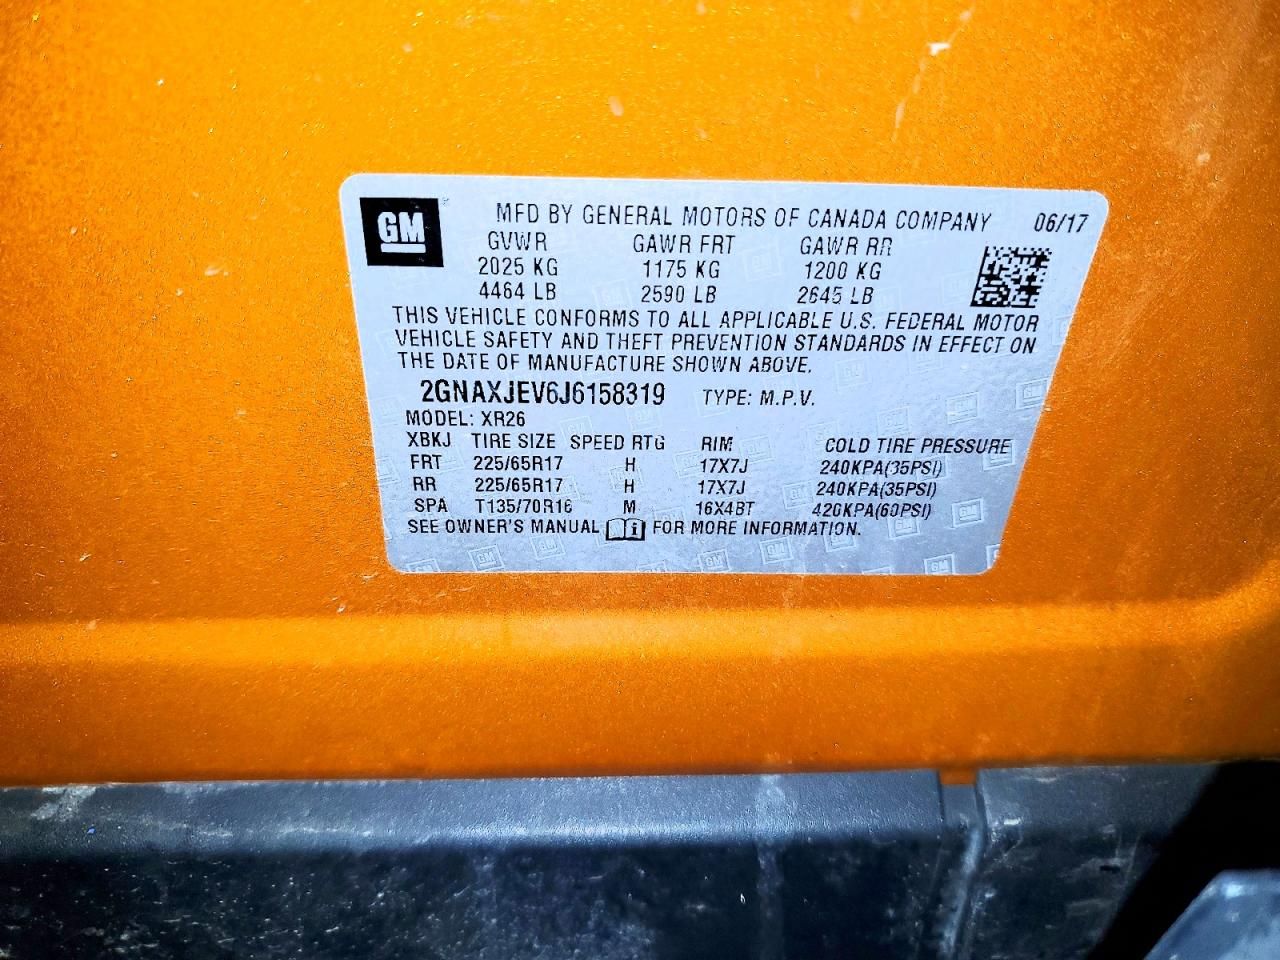 GM MFD BY GENERAL MOTORS OF CANADA COMPANY 06/17
GVWR GAWR FRT GAWR RR
2025 KG 1175 KG 1200 KG
4464 LB 2590 LB 2645 LB
THIS VEHICLE CONFORMS TO ALL APPLICABLE U.S. FEDERAL MOTOR
VEHICLE SAFETY AND THEFT PREVENTION STANDARDS IN EFFECT ON
THE DATE OF MANUFACTURE SHOWN ABOVE.
2GNAXJEV6J6158319 TYPE: M.P.V.
MODEL: XR26
XBKJ TIRE SIZE SPEED RTG RIM COLD TIRE PRESSURE
FRT 225/65R17 H 17X7J 240KPA(35PSI)
RR 225/65R17 H 17X7J 240KPA(35PSI)
SPA T135/70R16 M 16X4BT 420KPA(60PSI)
SEE OWNER'S MANUAL FOR MORE INFORMATION.